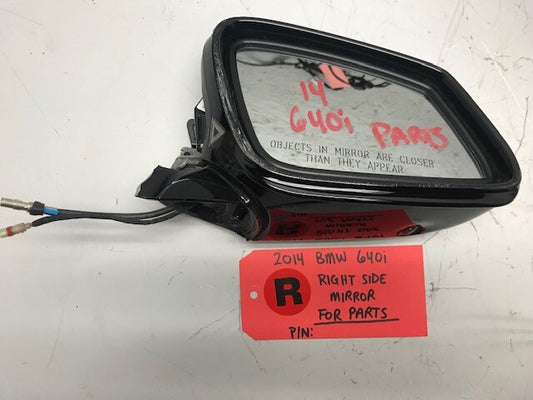 14
640i PARTS
OBJECTS IN MIRROR ARE CLOSER
THAN THEY APPEAR
2014 BMW 640i
R
RIGHT SIDE
MIRROR
FOR PARTS
P/N: